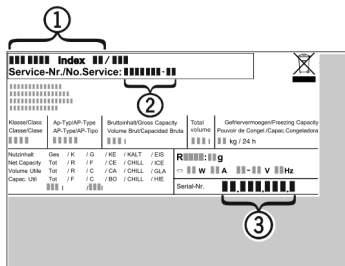 1
Index /
Service-Nr./No.Service: -
2
Klasse/Class Ap-Typ/AP-Type Bruttoinhalt/Gross Capacity Total Gefriervermoegen/Freezing Capacity
Classe/Clase AP-Type/AP-Tipo Volume Brut/Capacidad Bruta volume Pouvoir de Congel./Capac.Congeladora
l l kg / 24 h
Nutzinhalt Ges / K / G / KE / KALT / EIS
Net Capacity Tot / R / F / CE / CHILL / ICE
Volume Utile Tot / R / C / CA / CHILL / GLA
Capac. Util Tot / F / C / BO / CHILL / HIE
l / l
R : g
W A - V Hz
Serial-Nr. . . .
3